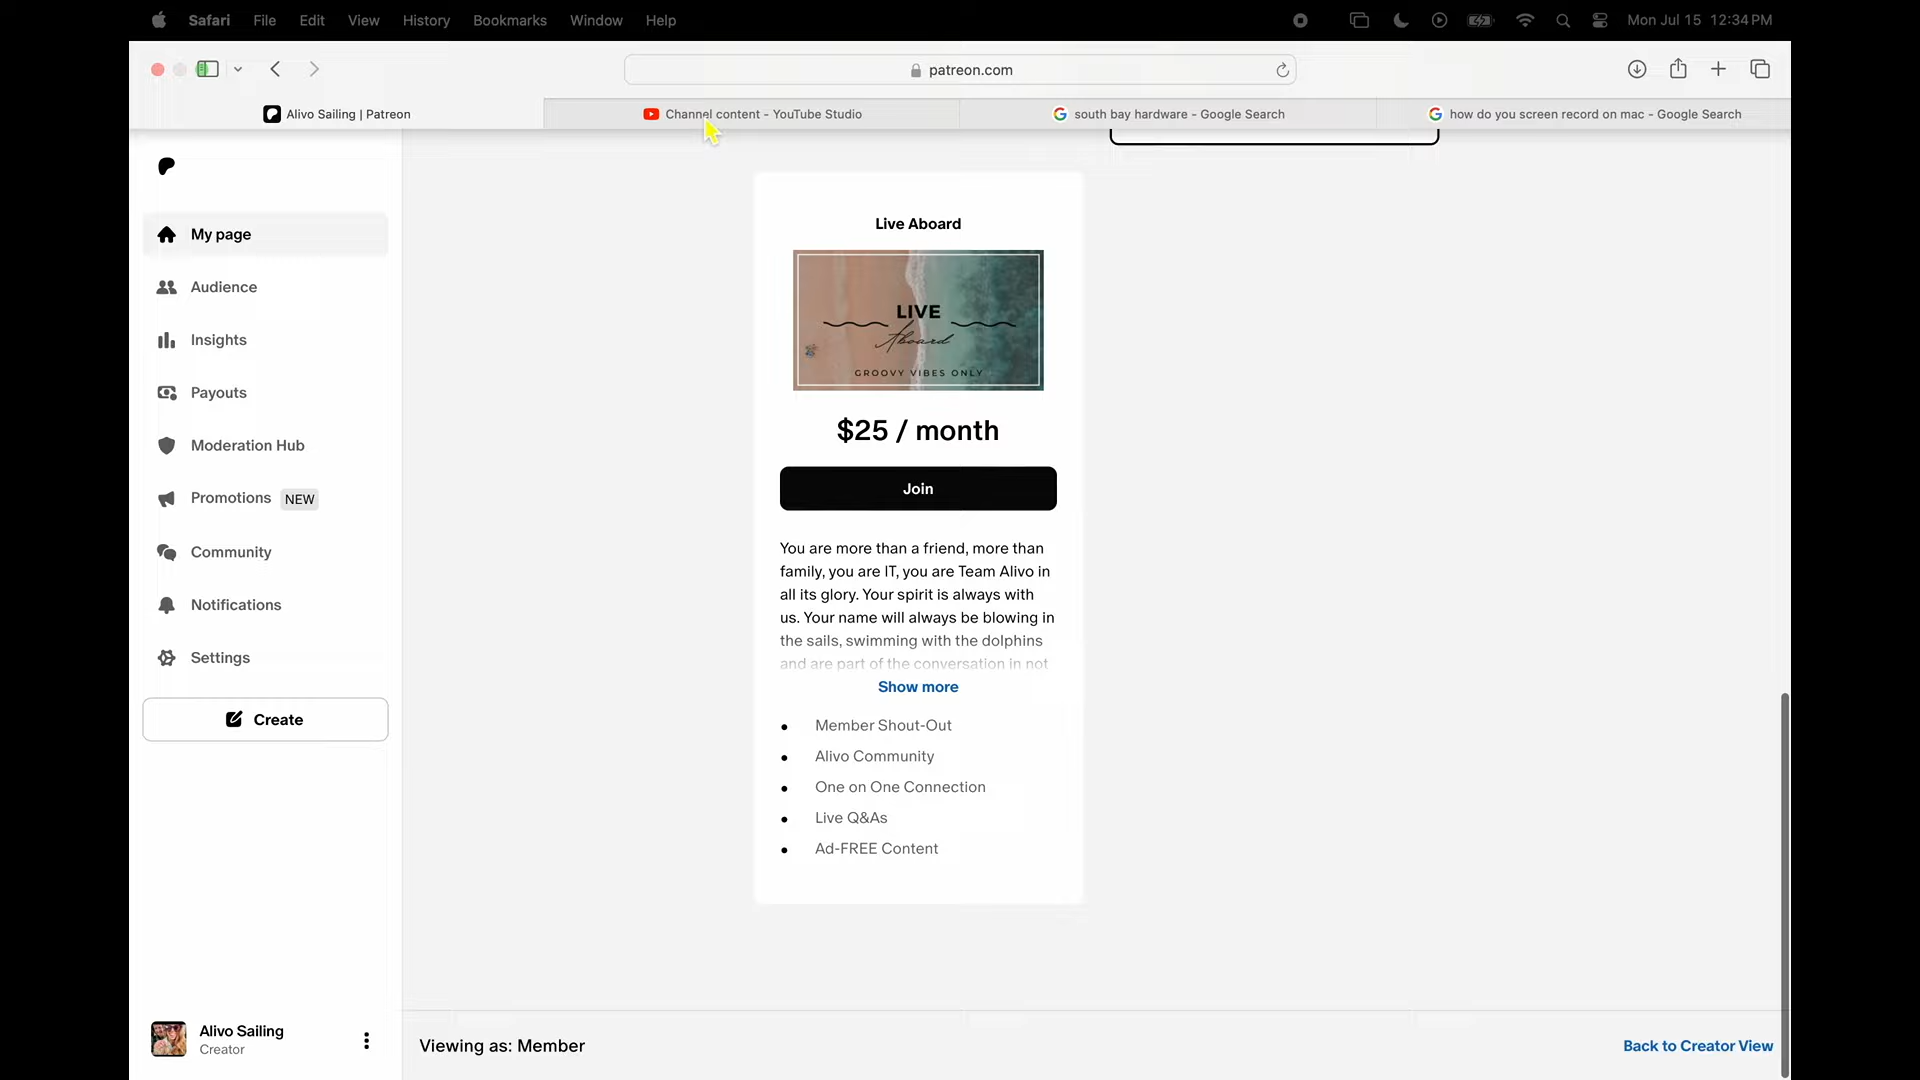 Safari File Edit View History Bookmarks Window Help Mon Jul 15 12:34 PM
patreon.com
Alivo Sailing | Patreon
Channel content - YouTube Studio
south bay hardware - Google Search
how do you screen record on mac - Google Search
My page
Audience
Insights
Payouts
Moderation Hub
Promotions NEW
Community
Notifications
Settings
Create
Alivo Sailing
Creator
Live Aboard
LIVE
Aboard
GROOVY VIBES ONLY
$25 / month
Join
You are more than a friend, more than
family, you are IT, you are Team Alivo in
all its glory. Your spirit is always with
us. Your name will always be blowing in
the sails, swimming with the dolphins
and are part of the conversation in not
Show more
• Member Shout-Out
• Alivo Community
• One on One Connection
• Live Q&As
• Ad-FREE Content
Viewing as: Member
Back to Creator View